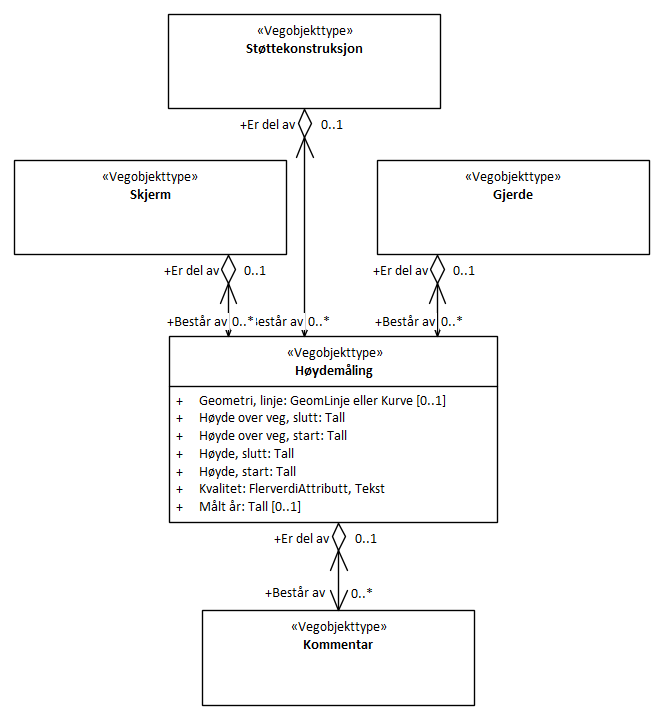 «Vegobjekttype»
Støttekonstruksjon
+Er del av 0..1
«Vegobjekttype»
Skjerm
«Vegobjekttype»
Gjerde
+Er del av 0..1
+Er del av 0..1
+Består av 0..*
består av 0..*
+Består av 0..*
«Vegobjekttype»
Høydemåling
+ Geometri, linje: GeomLinje eller Kurve [0..1]
+ Høyde over veg, slutt: Tall
+ Høyde over veg, start: Tall
+ Høyde, slutt: Tall
+ Høyde, start: Tall
+ Kvalitet: FlerverdiAttributt, Tekst
+ Målt år: Tall [0..1]
+Er del av 0..1
+Består av 0..*
«Vegobjekttype»
Kommentar